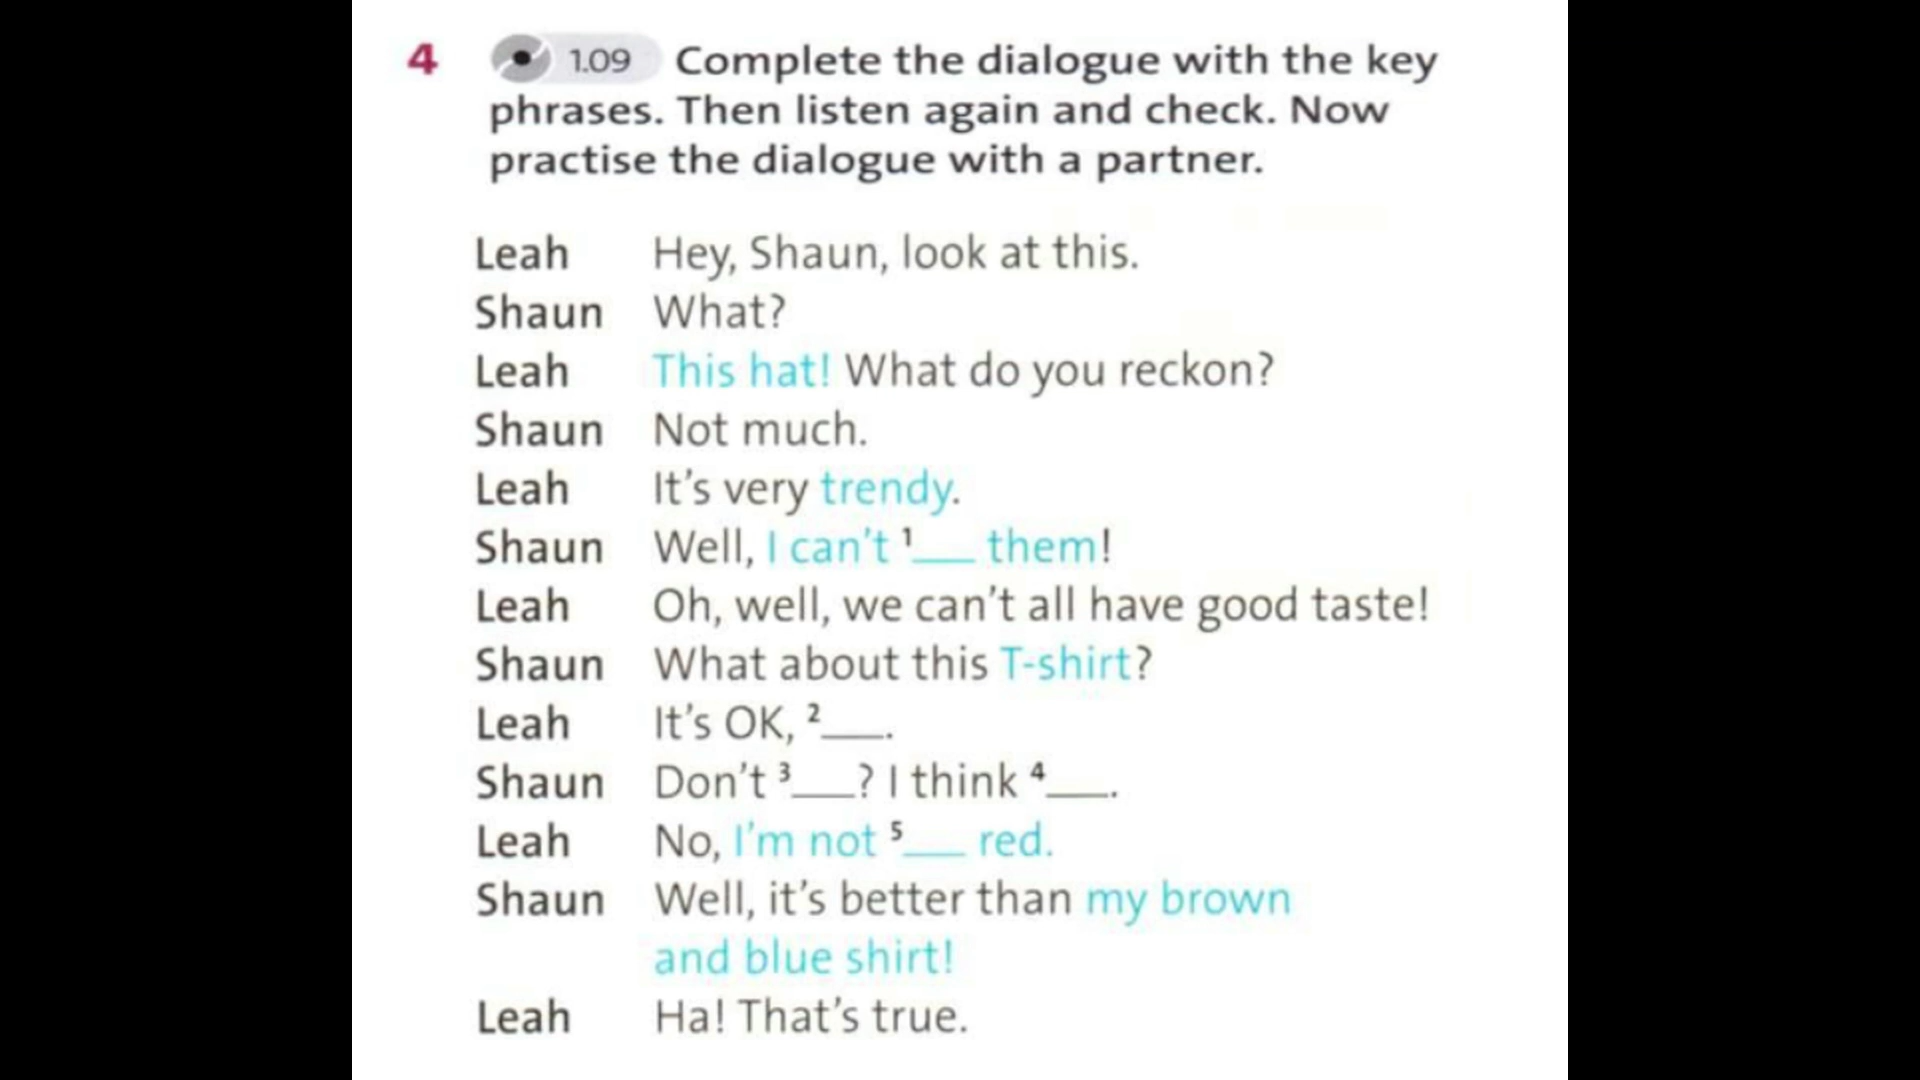 4 1.09 Complete the dialogue with the key
phrases. Then listen again and check. Now
practise the dialogue with a partner.
Leah Hey, Shaun, look at this.
Shaun What?
Leah This hat! What do you reckon?
Shaun Not much.
Leah It's very trendy.
Shaun Well, I can't ¹___ them!
Leah Oh, well, we can't all have good taste!
Shaun What about this T-shirt?
Leah It's OK, ²___.
Shaun Don't ³___? I think ⁴___.
Leah No, I'm not ⁵___ red.
Shaun Well, it's better than my brown
and blue shirt!
Leah Ha! That's true.